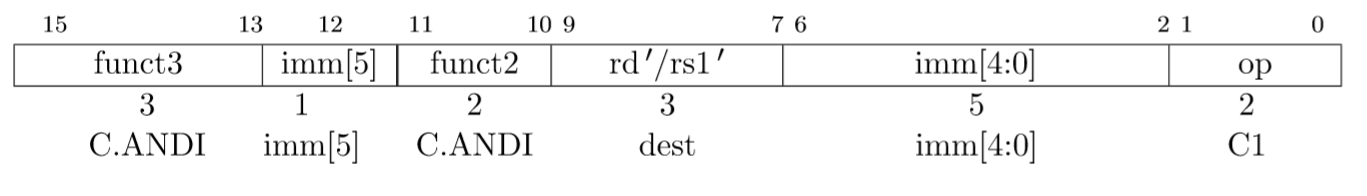 15 13 12 11 10 9 7 6 2 1 0
funct3 imm[5] funct2 rd′/rs1′ imm[4:0] op
3 1 2 3 5 2
C.ANDI imm[5] C.ANDI dest imm[4:0] C1